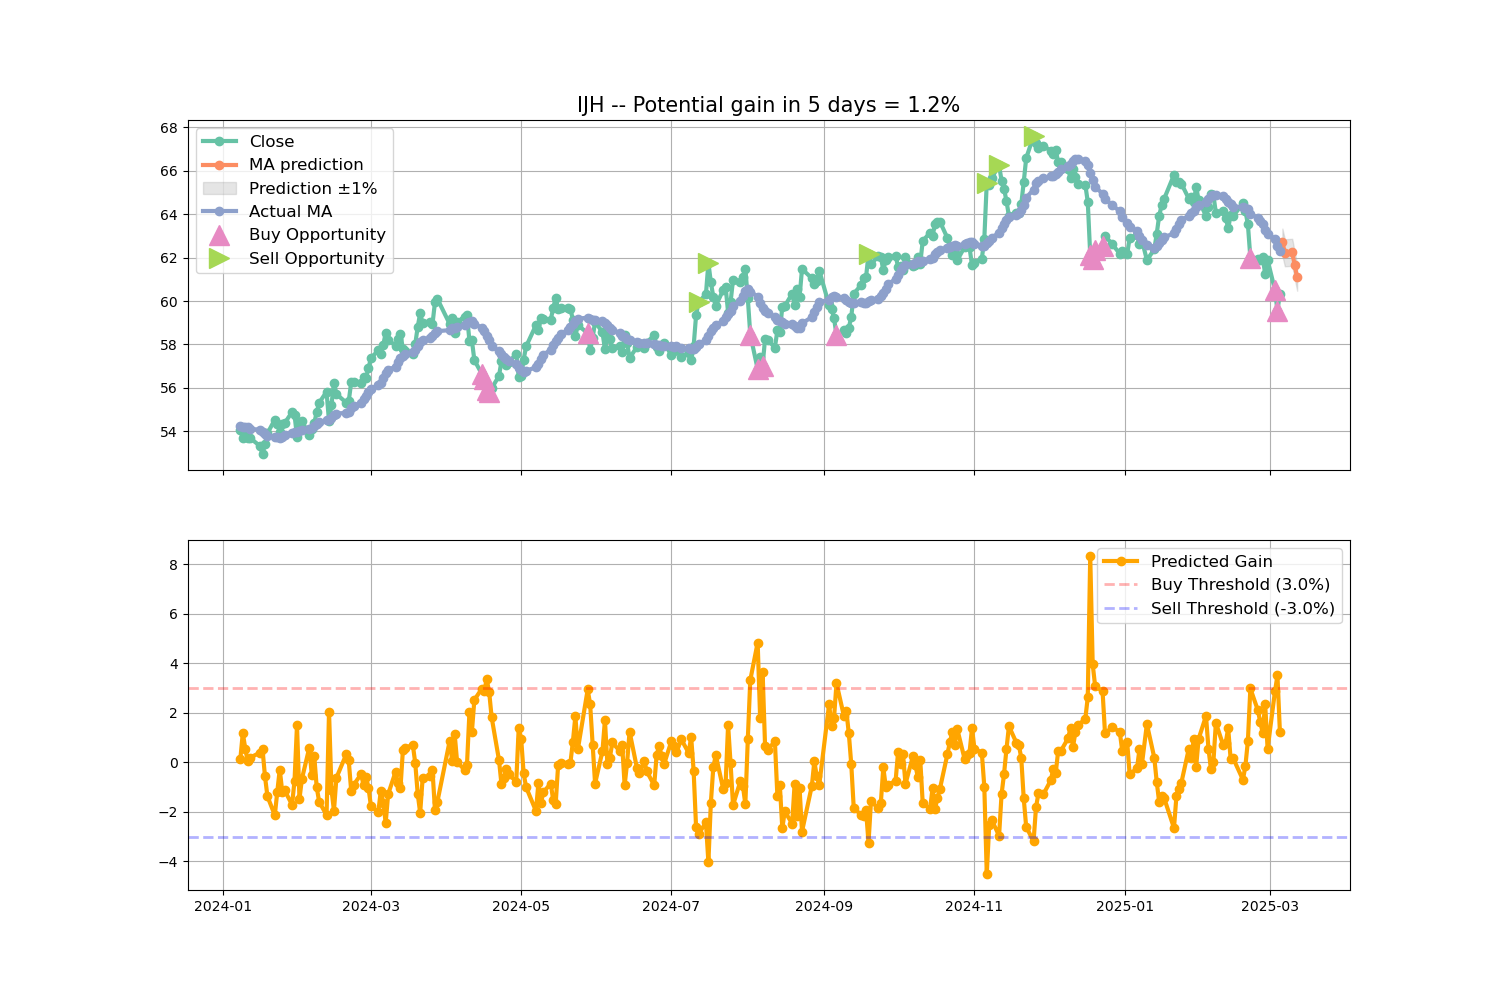 IJH -- Potential gain in 5 days = 1.2%
68
66
64
62
60
58
56
54
Close
MA prediction
Prediction ±1%
Actual MA
Buy Opportunity
Sell Opportunity
8
6
4
2
0
−2
−4
Predicted Gain
Buy Threshold (3.0%)
Sell Threshold (-3.0%)
2024-01
2024-03
2024-05
2024-07
2024-09
2024-11
2025-01
2025-03